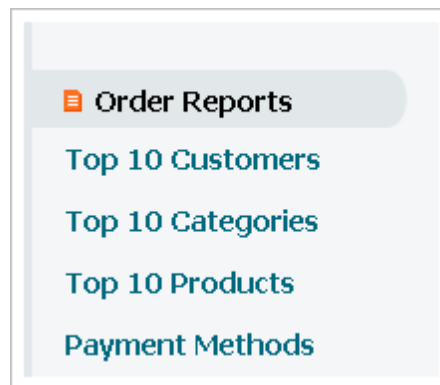 Order Reports
Top 10 Customers
Top 10 Categories
Top 10 Products
Payment Methods